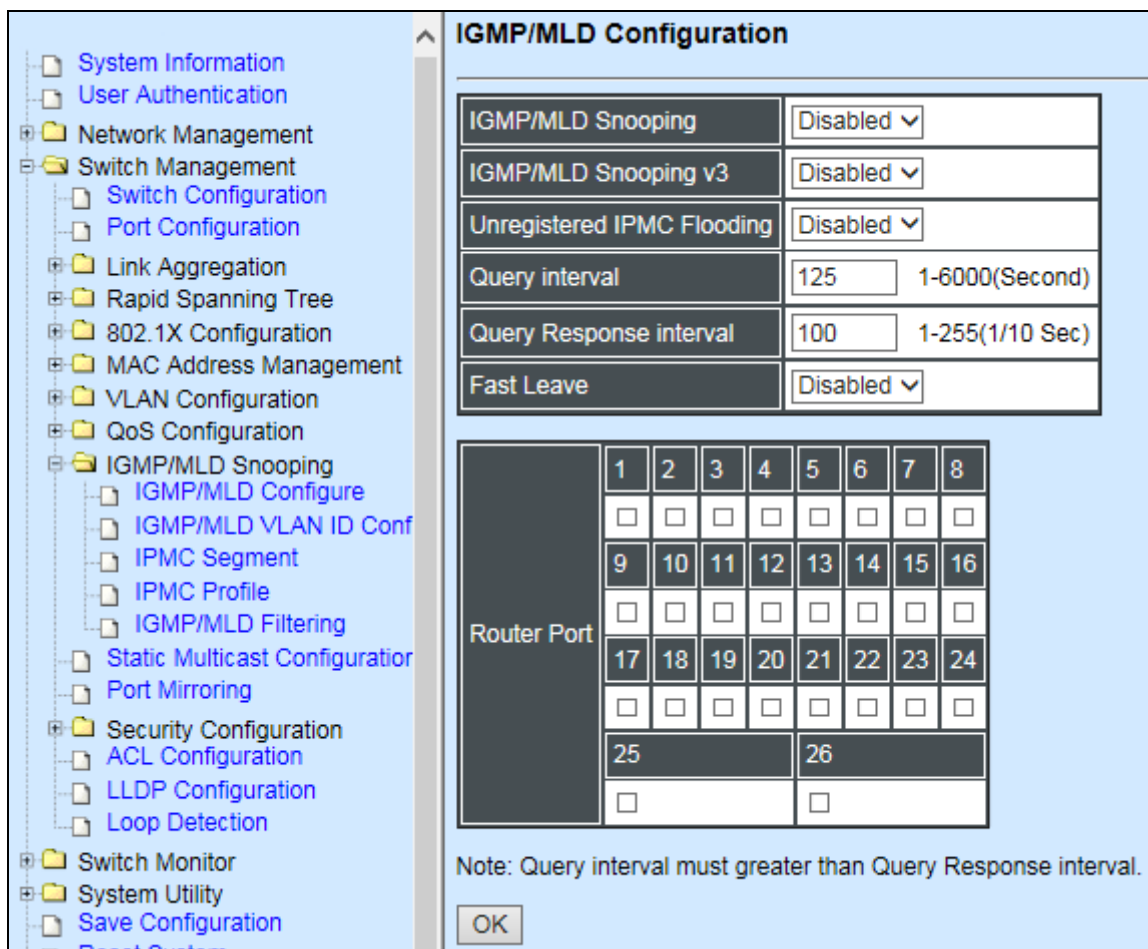 System Information
User Authentication
Network Management
Switch Management
Switch Configuration
Port Configuration
Link Aggregation
Rapid Spanning Tree
802.1X Configuration
MAC Address Management
VLAN Configuration
QoS Configuration
IGMP/MLD Snooping
IGMP/MLD Configure
IGMP/MLD VLAN ID Conf
IPMC Segment
IPMC Profile
IGMP/MLD Filtering
Static Multicast Configuration
Port Mirroring
Security Configuration
ACL Configuration
LLDP Configuration
Loop Detection
Switch Monitor
System Utility
Save Configuration
Reset System
IGMP/MLD Configuration
IGMP/MLD Snooping Disabled
IGMP/MLD Snooping v3 Disabled
Unregistered IPMC Flooding Disabled
Query interval 125 1-6000(Second)
Query Response interval 100 1-255(1/10 Sec)
Fast Leave Disabled
Router Port
1 2 3 4 5 6 7 8
9 10 11 12 13 14 15 16
17 18 19 20 21 22 23 24
25 26
Note: Query interval must greater than Query Response interval.
OK